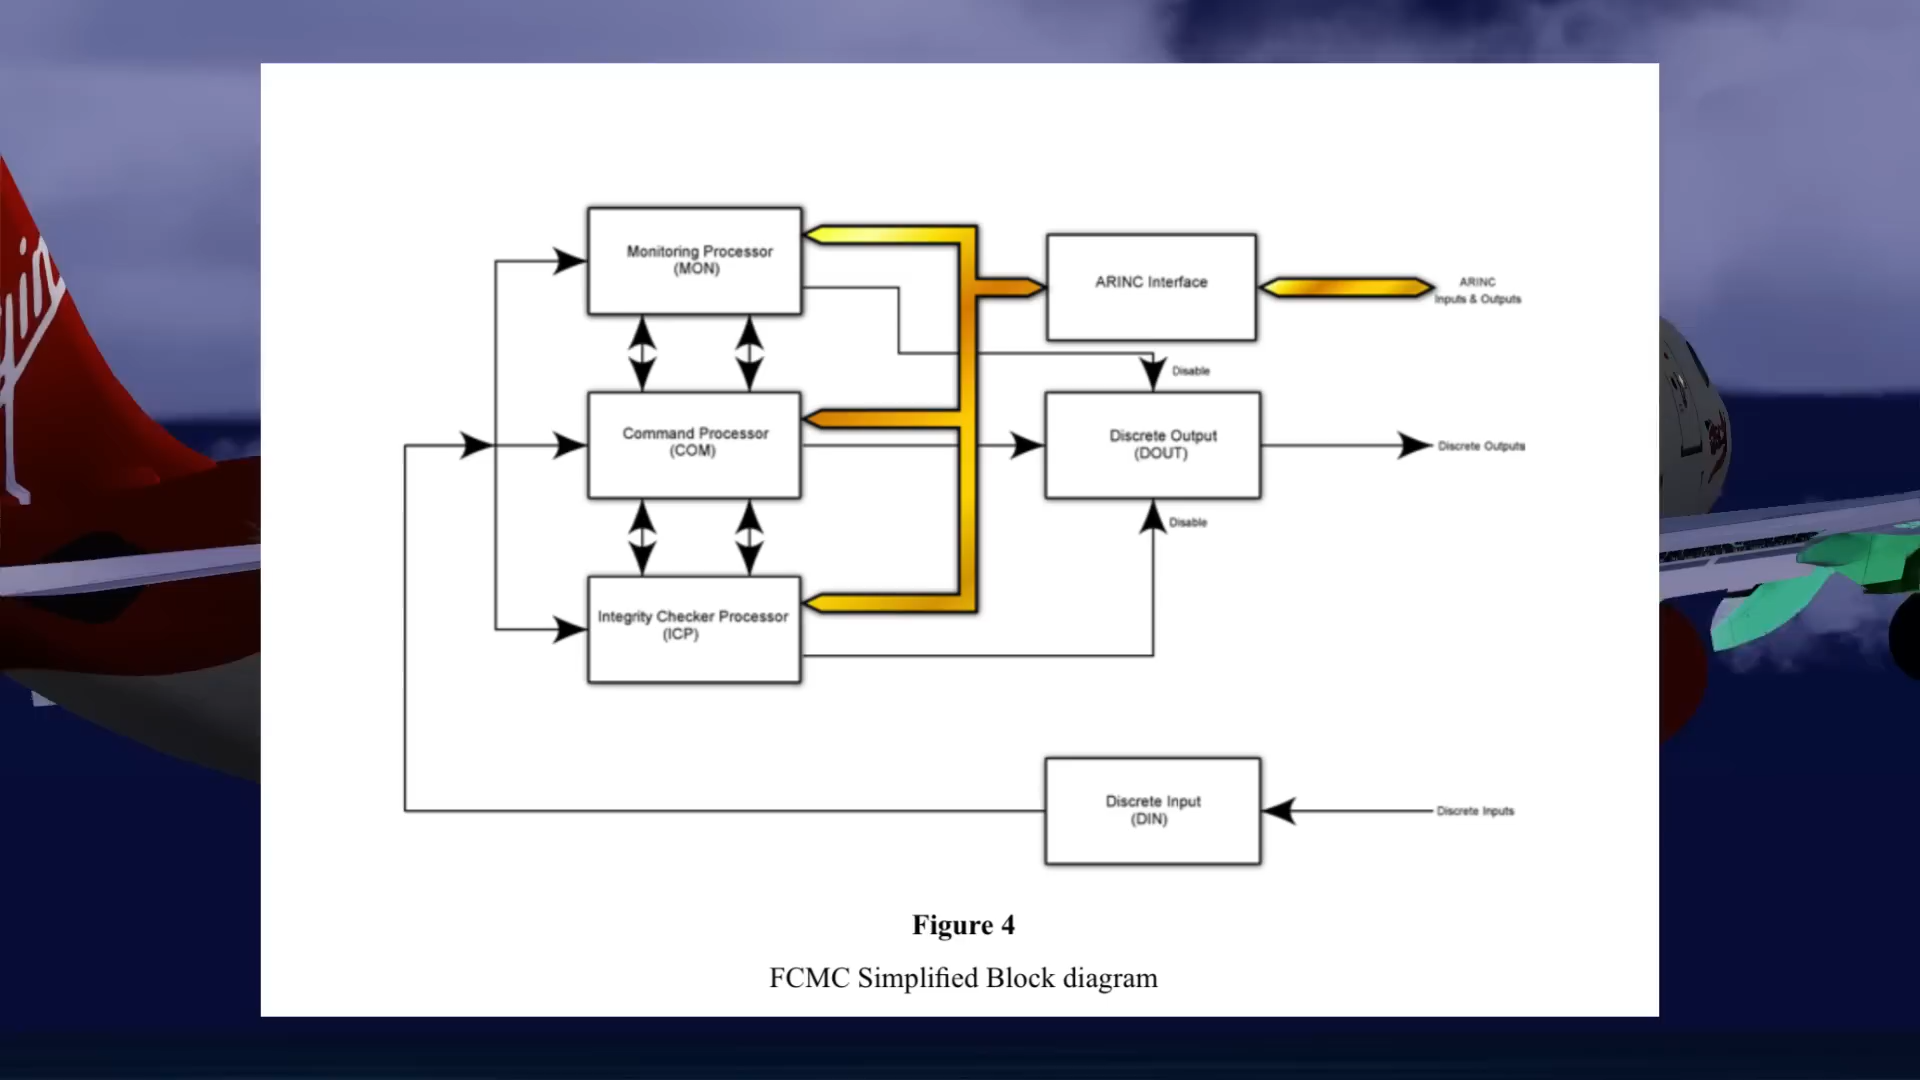 Monitoring Processor
(MON)
ARINC Interface
ARINC
Inputs & Outputs
Disable
Command Processor
(COM)
Discrete Output
(DOUT)
Discrete Outputs
Disable
Integrity Checker Processor
(ICP)
Discrete Input
(DIN)
Discrete Inputs
Figure 4
FCMC Simplified Block diagram